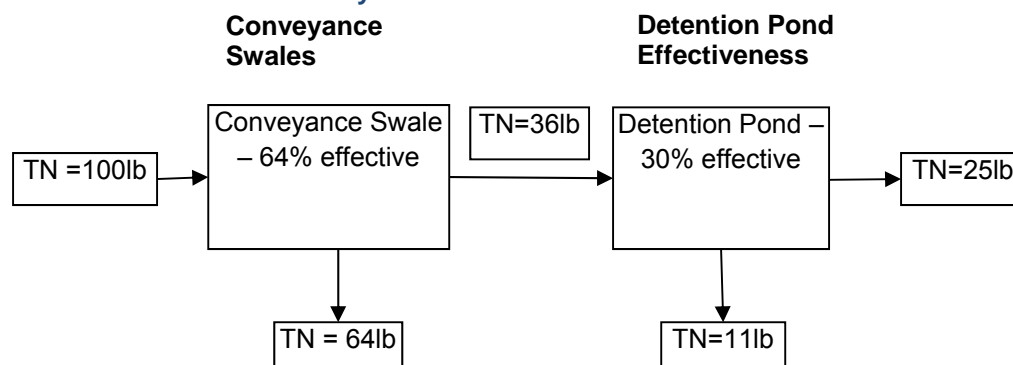 Conveyance
Swales
Detention Pond
Effectiveness
TN =100lb
Conveyance Swale
– 64% effective
TN=36lb
Detention Pond –
30% effective
TN=25lb
TN = 64lb
TN=11lb